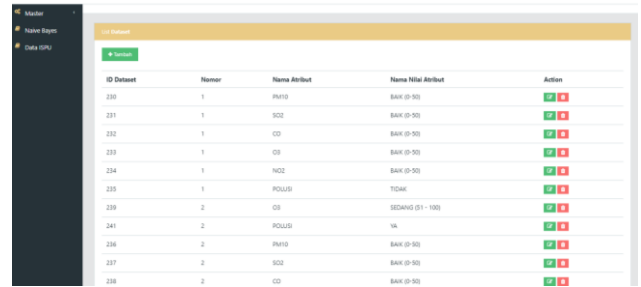 Master
Naive Bayes
Data ISPU
List Dataset
+ Tambah
ID Dataset Nomor Nama Atribut Nama Nilai Atribut Action
230 1 PM10 BAIK (0-50)
231 1 SO2 BAIK (0-50)
232 1 CO BAIK (0-50)
233 1 O3 BAIK (0-50)
234 1 NO2 BAIK (0-50)
235 1 POLUSI TIDAK
239 2 O3 SEDANG (51 - 100)
241 2 POLUSI YA
236 2 PM10 BAIK (0-50)
237 2 SO2 BAIK (0-50)
238 2 CO BAIK (0-50)